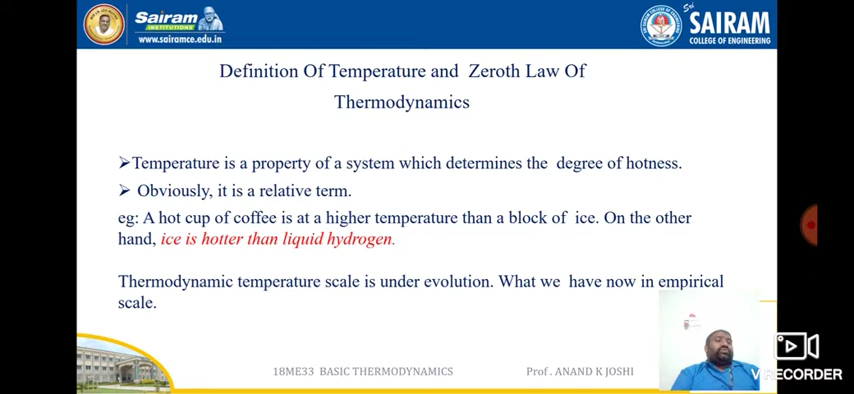 Sairam
INSTITUTIONS
www.sairamce.edu.in
Sri
SAIRAM
COLLEGE OF ENGINEERING
Definition Of Temperature and Zeroth Law Of
Thermodynamics
➢Temperature is a property of a system which determines the degree of hotness.
➢ Obviously, it is a relative term.
eg: A hot cup of coffee is at a higher temperature than a block of ice. On the other
hand, ice is hotter than liquid hydrogen.
Thermodynamic temperature scale is under evolution. What we have now in empirical
scale.
18ME33 BASIC THERMODYNAMICS
Prof . ANAND K JOSHI
V RECORDER